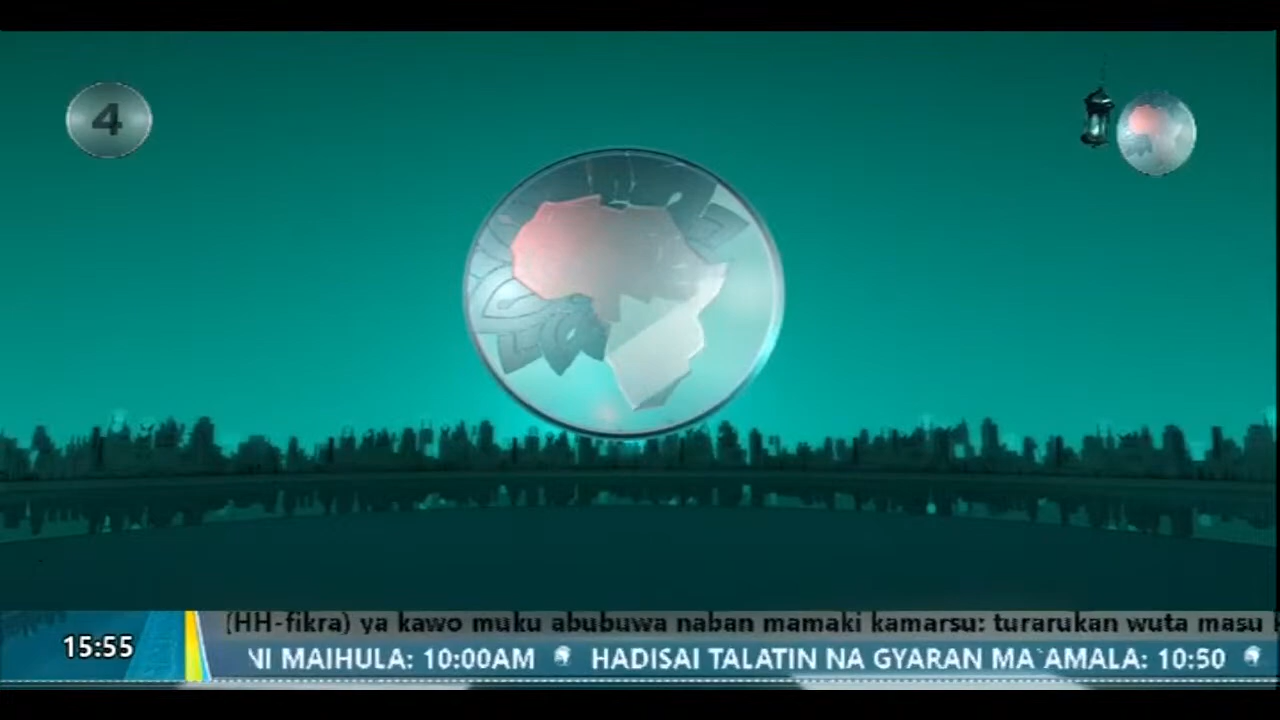 4
(HH-fikra) ya kawo muku abubuwa naban mamaki kamarsu: turarukan wuta masu
15:55
NI MAIHULA: 10:00AM HADISAI TALATIN NA GYARAN MA`AMALA: 10:50